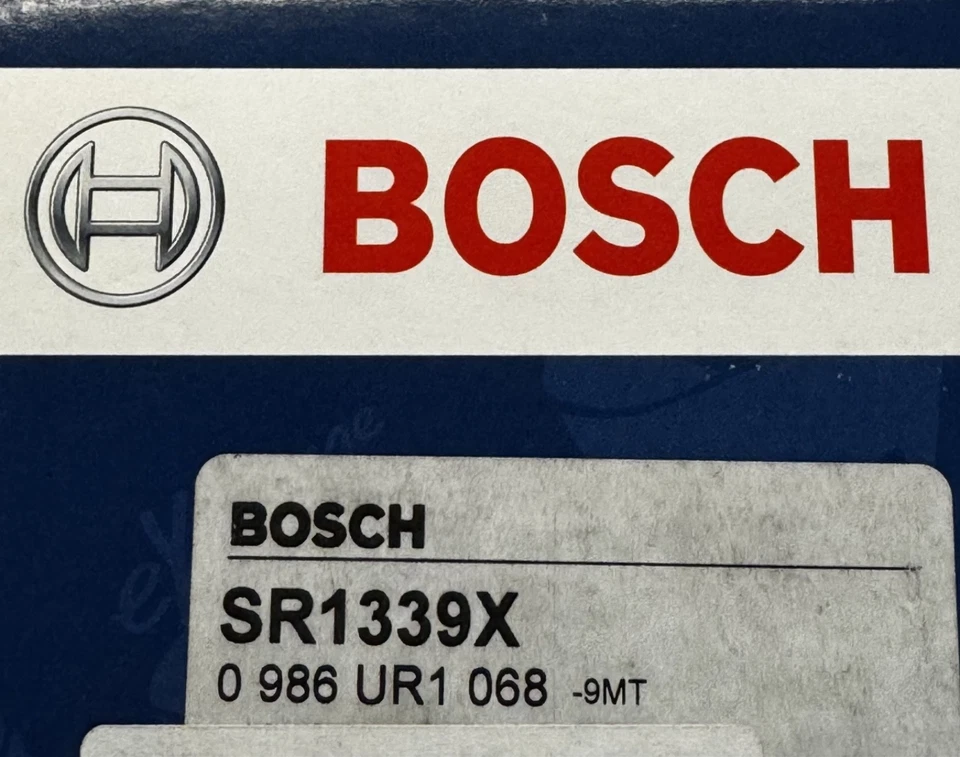 BOSCH
BOSCH
SR1339X
0 986 UR1 068 -9MT